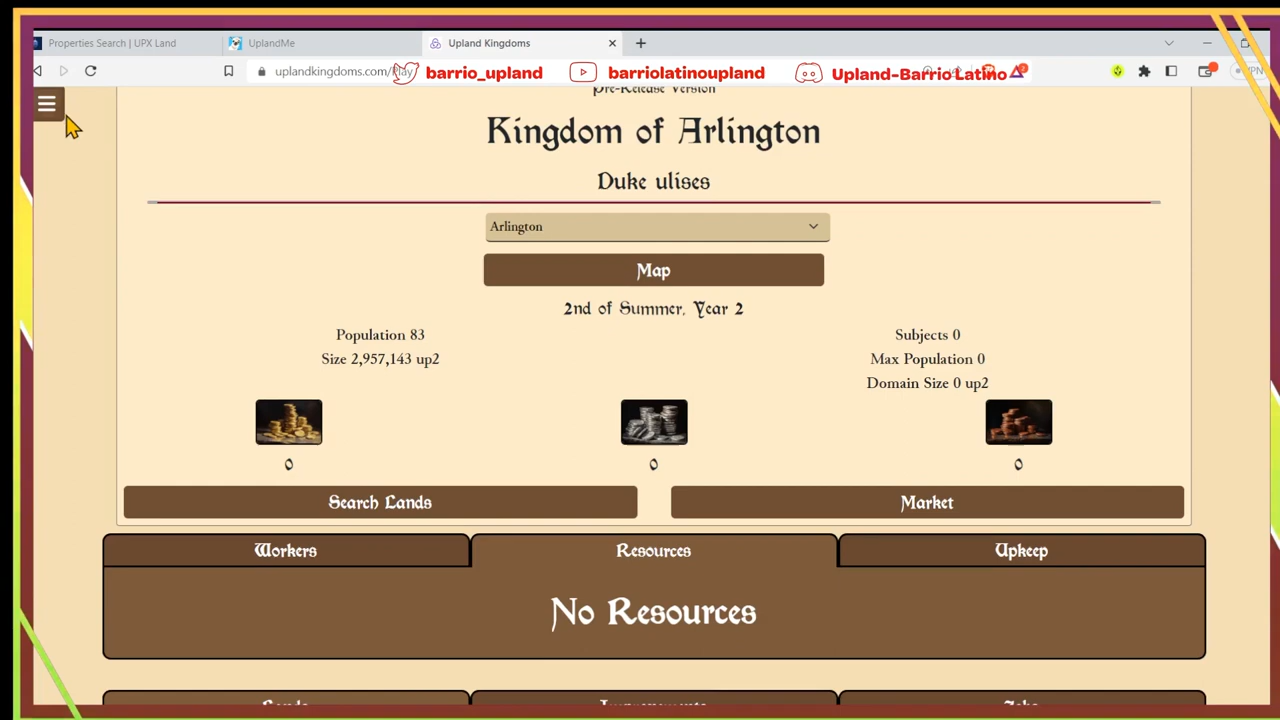 Properties Search | UPX Land
UplandMe
Upland Kingdoms
uplandkingdoms.com/Play
barrio_upland
barriolatinoupland
Upland-BarrioLatino
VPN
Pre-Release Version
Kingdom of Arlington
Duke ulises
Arlington
Map
2nd of Summer, Year 2
Population 83
Subjects 0
Size 2,957,143 up2
Max Population 0
Domain Size 0 up2
0
0
0
Search Lands
Market
Workers
Resources
Upkeep
No Resources